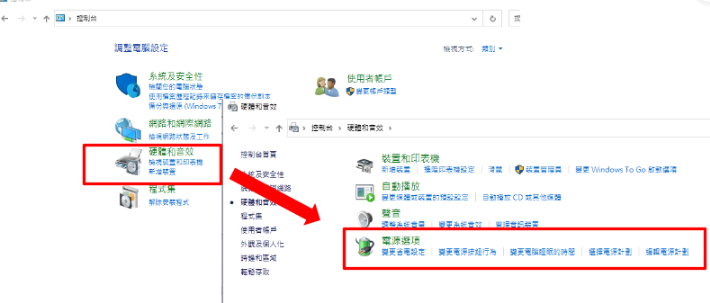 控制台
調整電腦設定
檢視方式: 類別
系統及安全性
檢閱您的電腦狀態
使用檔案歷程記錄來儲存檔案的備份副本
備份與還原 (Windows 7
網路和網際網路
檢視網路狀態及工作
硬體和音效
檢視裝置和印表機
新增裝置
程式集
解除安裝程式
使用者帳戶
變更帳戶類型
硬體和音效
控制台 › 硬體和音效 ›
控制台首頁
系統及安全性
網路
硬體和音效
程式集
使用者帳戶
外觀及個人化
時鐘和區域
輕鬆存取
裝置和印表機
新增裝置 | 進階印表機設定 | 滑鼠 | 裝置管理員 | 變更 Windows To Go 啟動選項
自動播放
變更媒體或裝置的預設設定 | 自動播放 CD 或其他媒體
聲音
調整系統音量 | 變更系統音效 | 管理音訊裝置
電源選項
變更省電設定 | 變更電源按鈕行為 | 變更電腦睡眠的時間 | 選擇電源計劃 | 編輯電源計劃